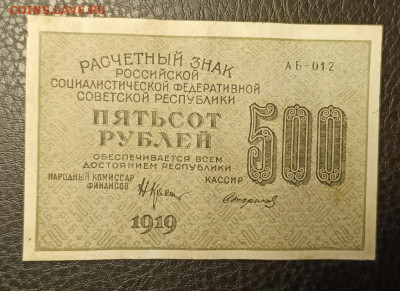 COINS.LAVE.RU
РАСЧЕТНЫЙ ЗНАК
РОССИЙСКОЙ
СОЦИАЛИСТИЧЕСКОЙ ФЕДЕРАТИВНОЙ
СОВЕТСКОЙ РЕСПУБЛИКИ
АБ-012
ПЯТЬСОТ
РУБЛЕЙ
500
ОБЕСПЕЧИВАЕТСЯ ВСЕМ
ДОСТОЯНИЕМ РЕСПУБЛИКИ
НАРОДНЫЙ КОМИССАР
ФИНАНСОВ
КАССИР
1919